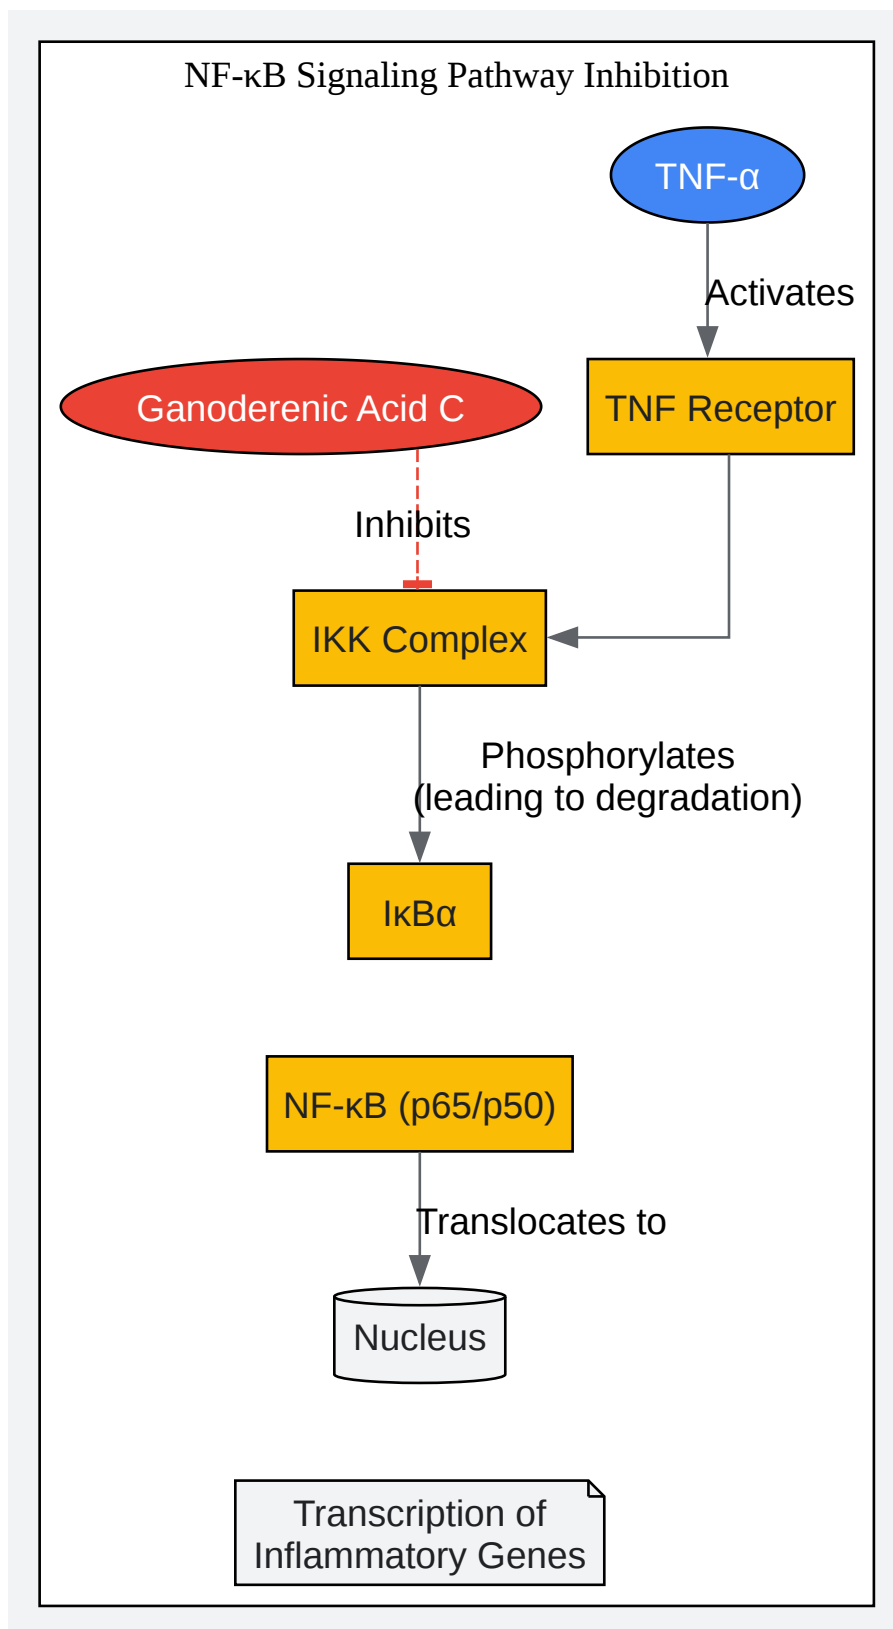 NF-κB Signaling Pathway Inhibition
TNF-α
Activates
Ganoderenic Acid C
TNF Receptor
Inhibits
IKK Complex
Phosphorylates
(leading to degradation)
IκBα
NF-κB (p65/p50)
Translocates to
Nucleus
Transcription of
Inflammatory Genes